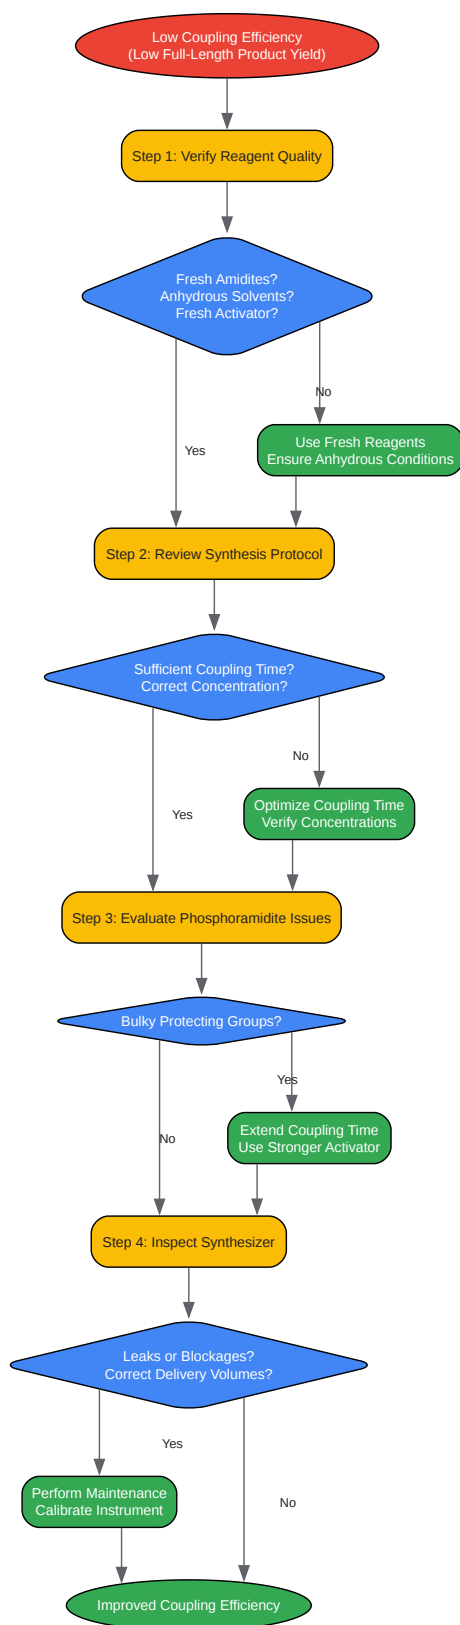 Low Coupling Efficiency
(Low Full-Length Product Yield)
Step 1: Verify Reagent Quality
Fresh Amidites?
Anhydrous Solvents?
Fresh Activator?
No
Yes
Use Fresh Reagents
Ensure Anhydrous Conditions
Step 2: Review Synthesis Protocol
Sufficient Coupling Time?
Correct Concentration?
No
Yes
Optimize Coupling Time
Verify Concentrations
Step 3: Evaluate Phosphoramidite Issues
Bulky Protecting Groups?
Yes
No
Extend Coupling Time
Use Stronger Activator
Step 4: Inspect Synthesizer
Leaks or Blockages?
Correct Delivery Volumes?
Yes
No
Perform Maintenance
Calibrate Instrument
Improved Coupling Efficiency